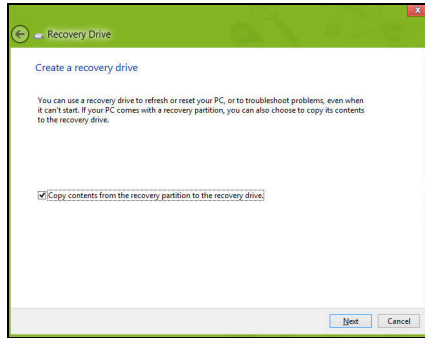 Recovery Drive
Create a recovery drive
You can use a recovery drive to refresh or reset your PC, or to troubleshoot problems, even when
it can't start. If your PC comes with a recovery partition, you can also choose to copy its contents
to the recovery drive.
Copy contents from the recovery partition to the recovery drive.
Next Cancel